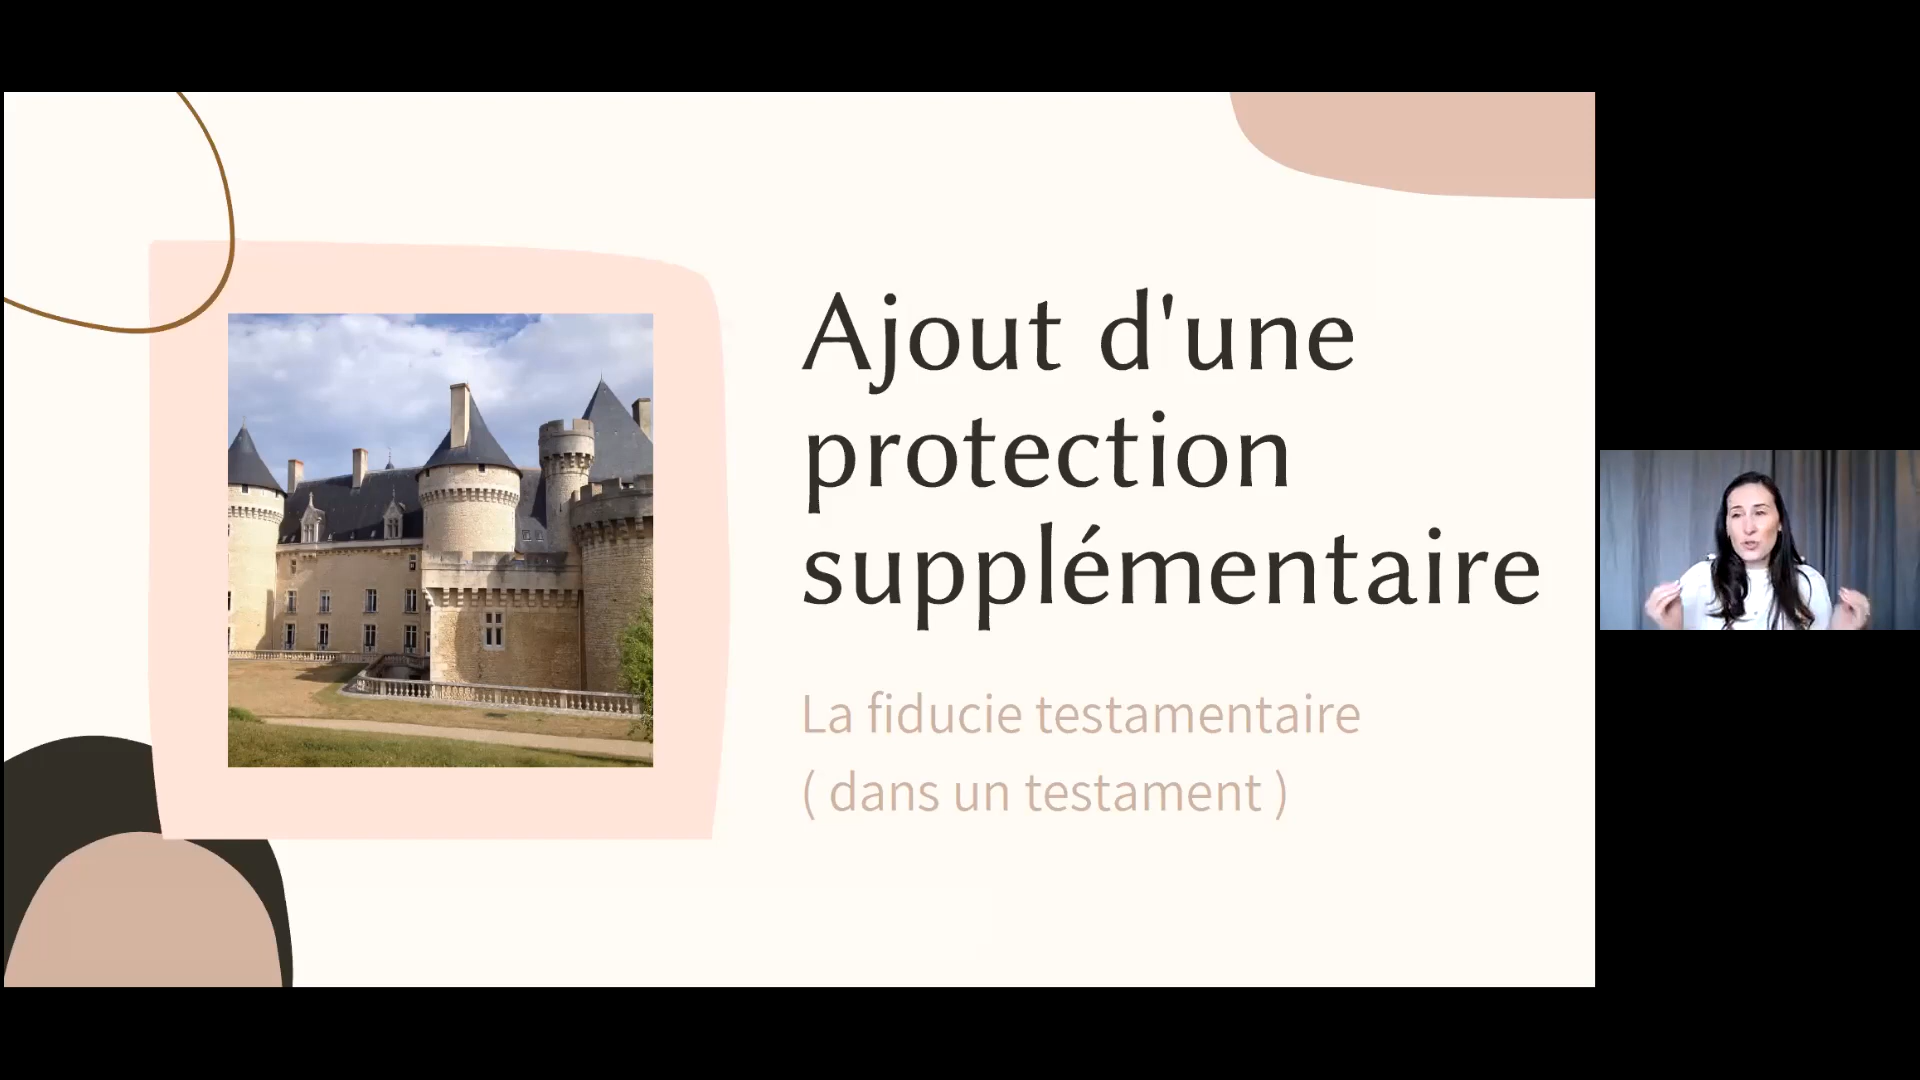 Ajout d'une
protection
supplémentaire
La fiducie testamentaire
( dans un testament )